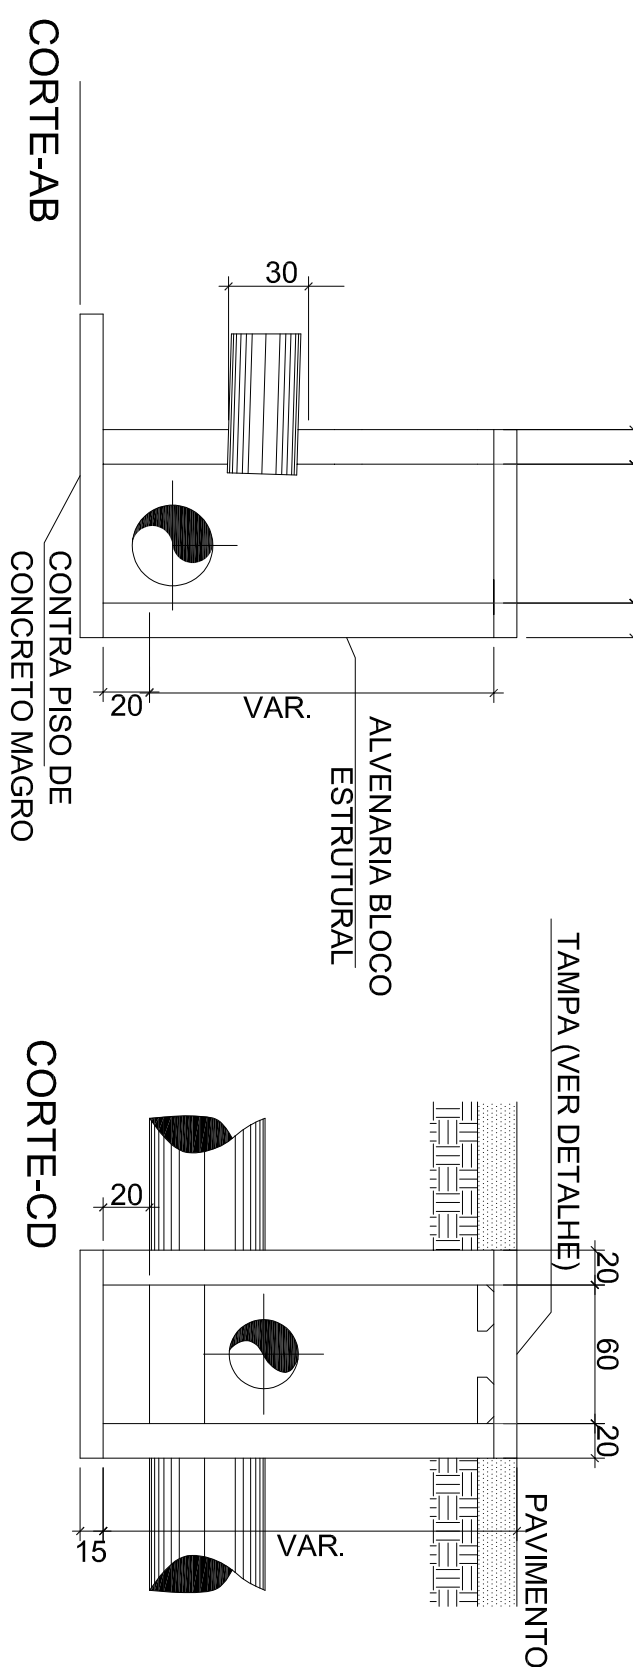 CORTE-AB
30
20
VAR.
CONTRA PISO DE
CONCRETO MAGRO
ALVENARIA BLOCO
ESTRUTURAL
TAMPA (VER DETALHE)
CORTE-CD
20
20
60
20
15
VAR.
PAVIMENTO